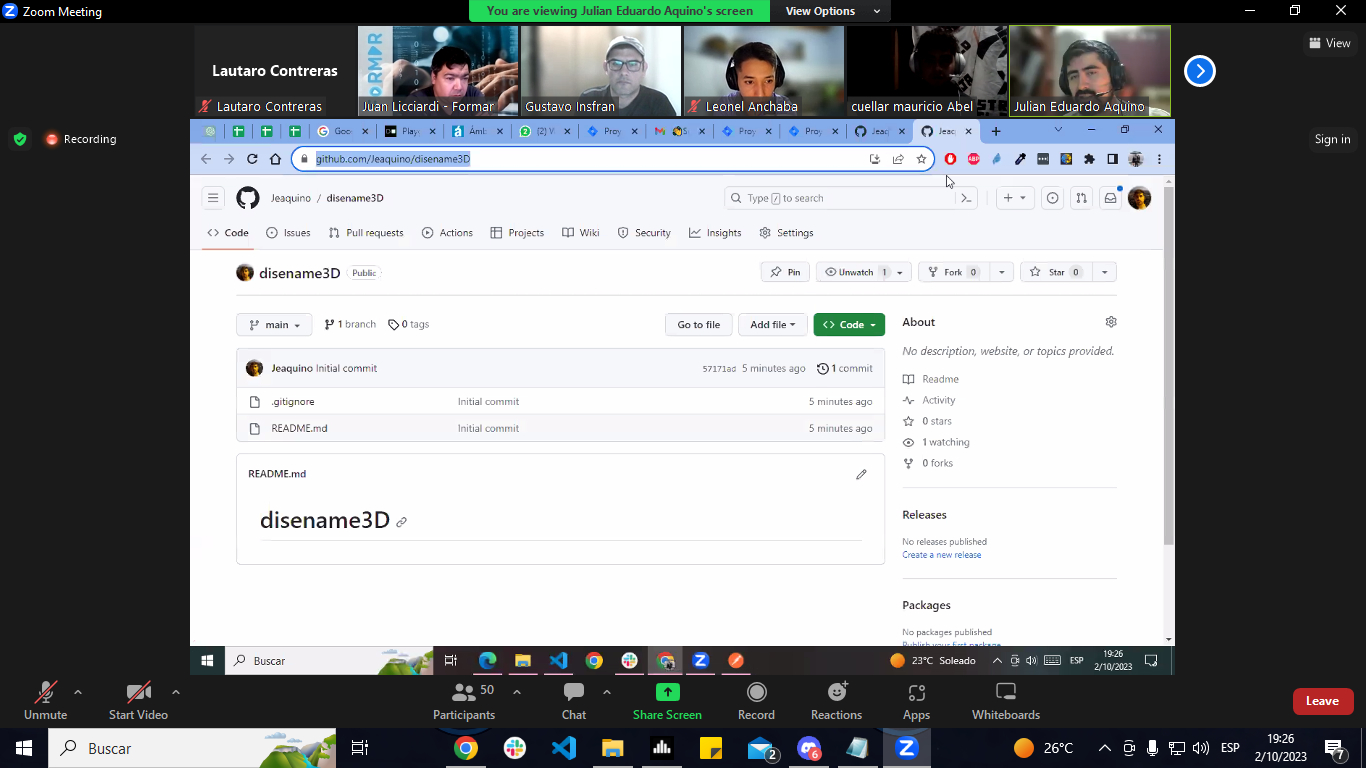 Zoom Meeting
You are viewing Julian Eduardo Aquino's screen
View Options
View
Lautaro Contreras
Lautaro Contreras
Juan Licciardi - Formar
Gustavo Insfran
Leonel Anchaba
cuellar mauricio Abel
Julian Eduardo Aquino
Recording
Sign in
Goo
Play
Amb
(2) V
Proy
Proy
Proy
Jeaq
Jeaq
github.com/Jeaquino/disename3D
ABP
Jeaquino / disename3D
Type / to search
Code
Issues
Pull requests
Actions
Projects
Wiki
Security
Insights
Settings
disename3D
Public
Pin
Unwatch 1
Fork 0
Star 0
main
1 branch
0 tags
Go to file
Add file
Code
About
No description, website, or topics provided.
Jeaquino Initial commit
57171ad 5 minutes ago
1 commit
.gitignore
Initial commit
5 minutes ago
README.md
Initial commit
5 minutes ago
Readme
Activity
0 stars
1 watching
0 forks
README.md
disename3D
Releases
No releases published
Create a new release
Packages
No packages published
Publish your first package
Buscar
23°C Soleado
ESP
19:26
2/10/2023
Unmute
Start Video
Participants
50
Chat
Share Screen
Record
Reactions
Apps
Whiteboards
Leave
Buscar
2
6
26°C
ESP
19:26
2/10/2023
7